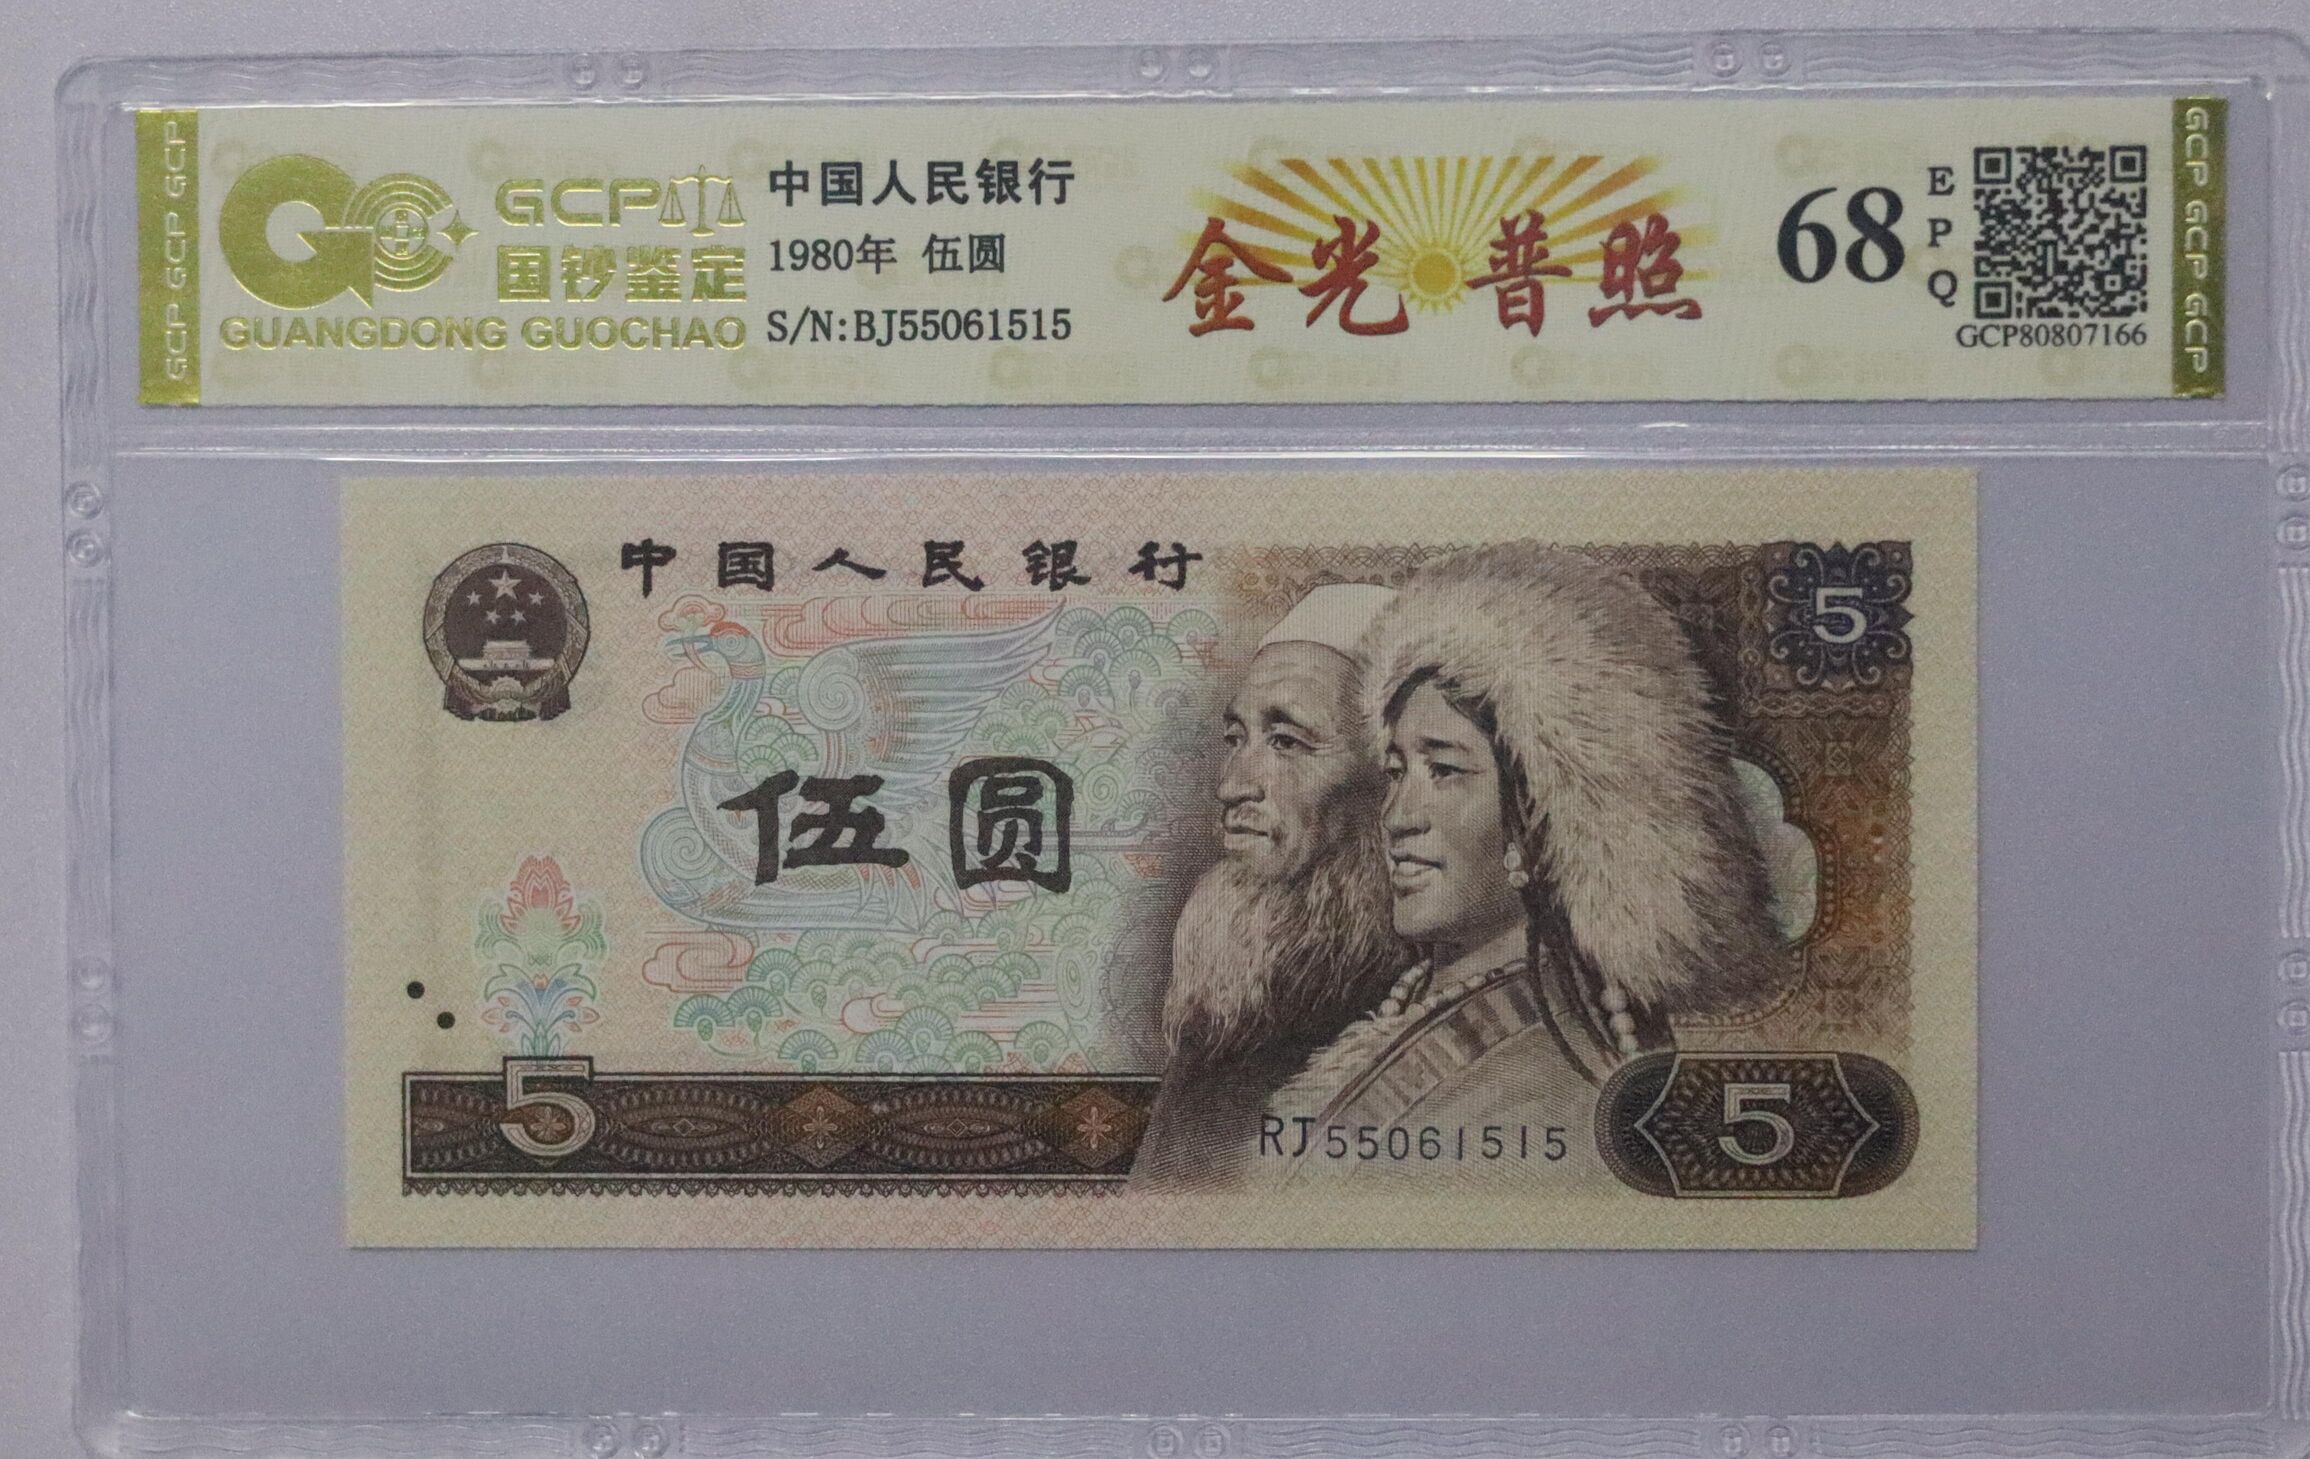 GCP GCP GCP
GCP
国钞鉴定
GUANGDONG GUOCHAO
中国人民银行
1980年 伍圆
S/N:BJ55061515
金光普照
68
EPQ
GCP80807166
GCP GCP GCP
中国人民银行
5
伍圆
5
RJ55061515
5